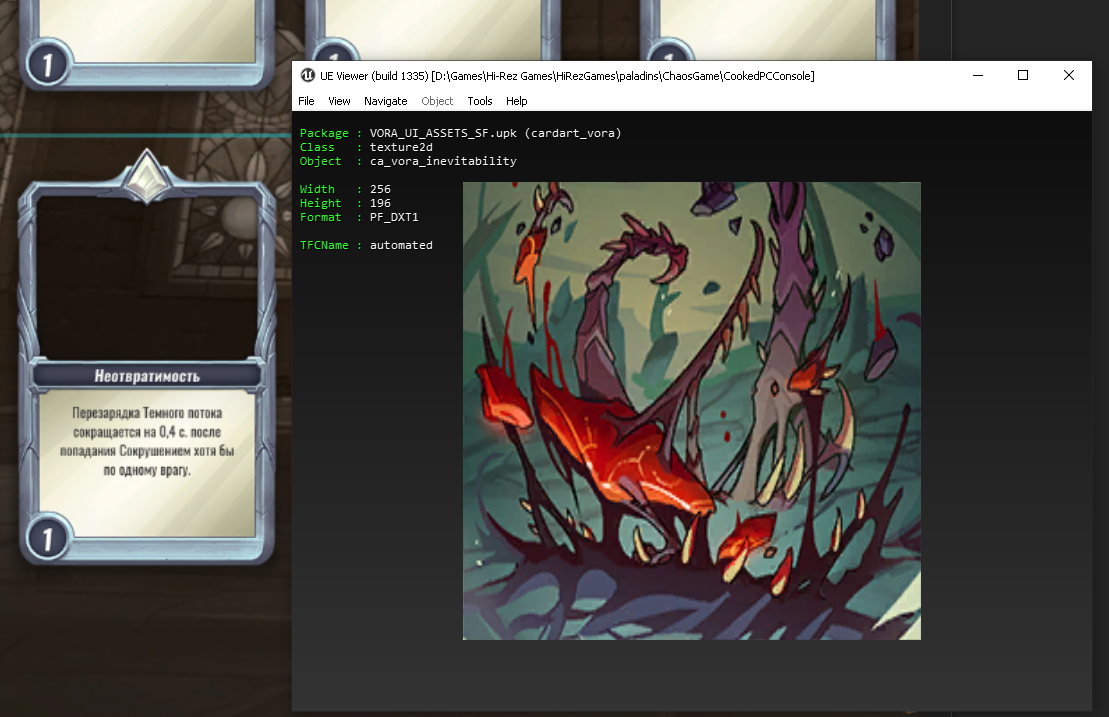 1
1
1
UE Viewer (build 1335) [D:\Games\Hi-Rez Games\HiRezGames\paladins\ChaosGame\CookedPCConsole]
File View Navigate Object Tools Help
Package : VORA_UI_ASSETS_SF.upk (cardart_vora)
Class : texture2d
Object : ca_vora_inevitability
Width : 256
Height : 196
Format : PF_DXT1
TFCName : automated
Неотвратимость
Перезарядка Темного потока
сокращается на 0,4 с. после
попадания Сокрушением хотя бы
по одному врагу.
1